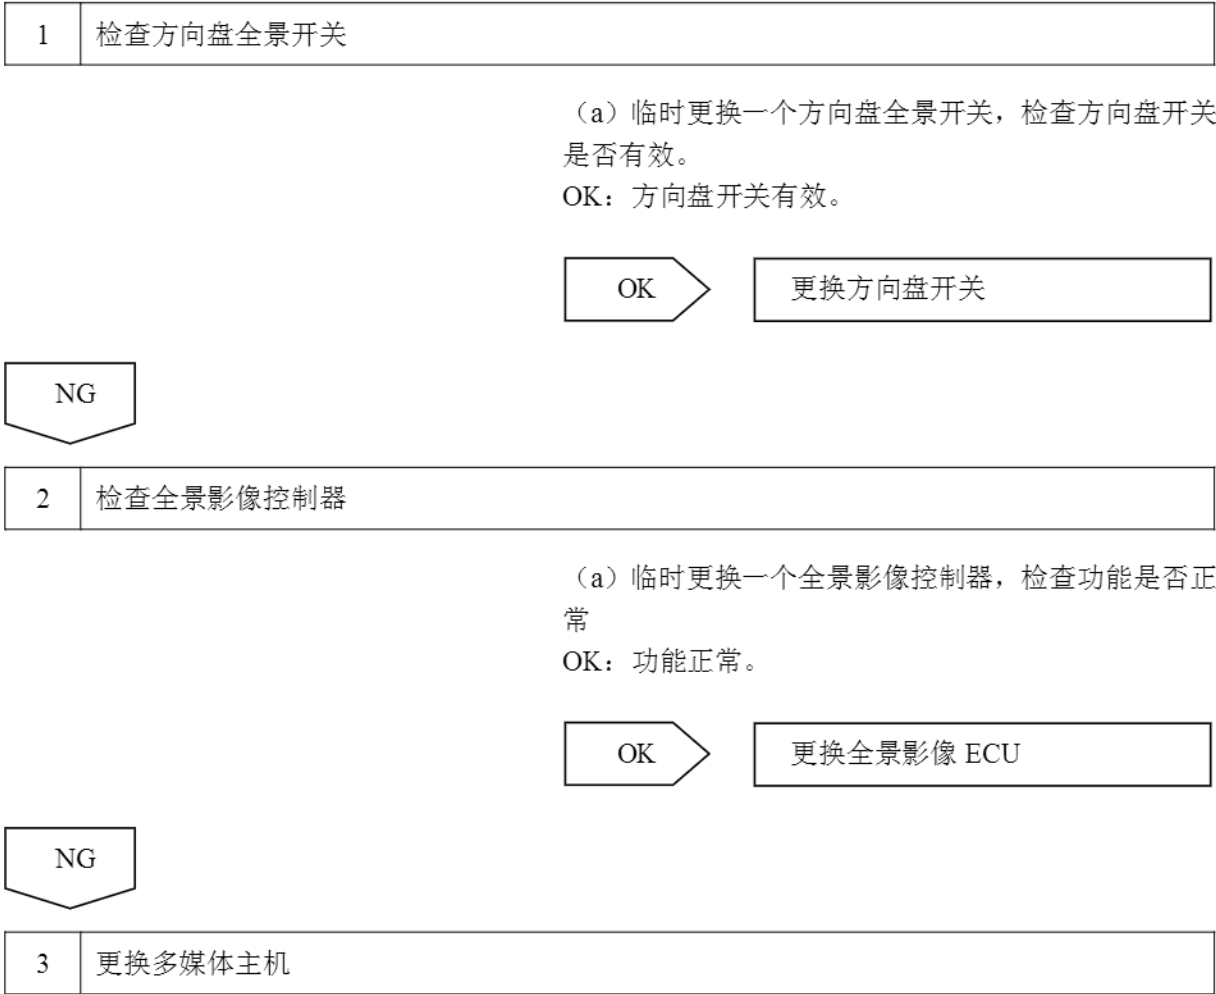 1 检查方向盘全景开关
（a）临时更换一个方向盘全景开关，检查方向盘开关
是否有效。
OK：方向盘开关有效。
OK 更换方向盘开关
NG
2 检查全景影像控制器
（a）临时更换一个全景影像控制器，检查功能是否正
常
OK：功能正常。
OK 更换全景影像 ECU
NG
3 更换多媒体主机